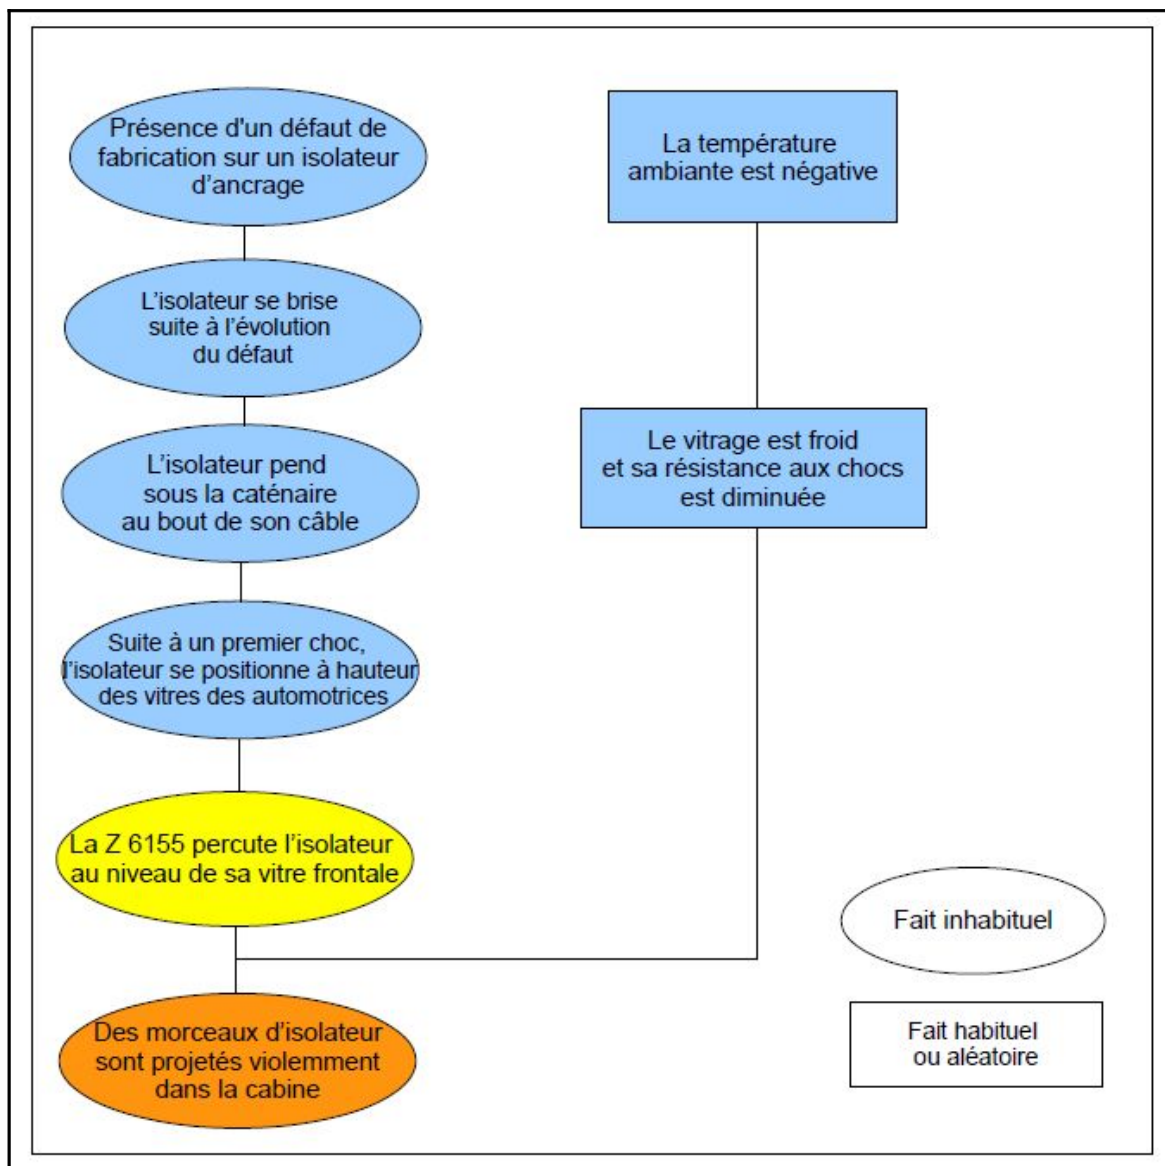 Présence d'un défaut de
fabrication sur un isolateur
d'ancrage
La température
ambiante est négative
L'isolateur se brise
suite à l'évolution
du défaut
L'isolateur pend
sous la caténaire
au bout de son câble
Le vitrage est froid
et sa résistance aux chocs
est diminuée
Suite à un premier choc,
l'isolateur se positionne à hauteur
des vitres des automotrices
La Z 6155 percute l'isolateur
au niveau de sa vitre frontale
Fait inhabituel
Des morceaux d'isolateur
sont projetés violemment
dans la cabine
Fait habituel
ou aléatoire